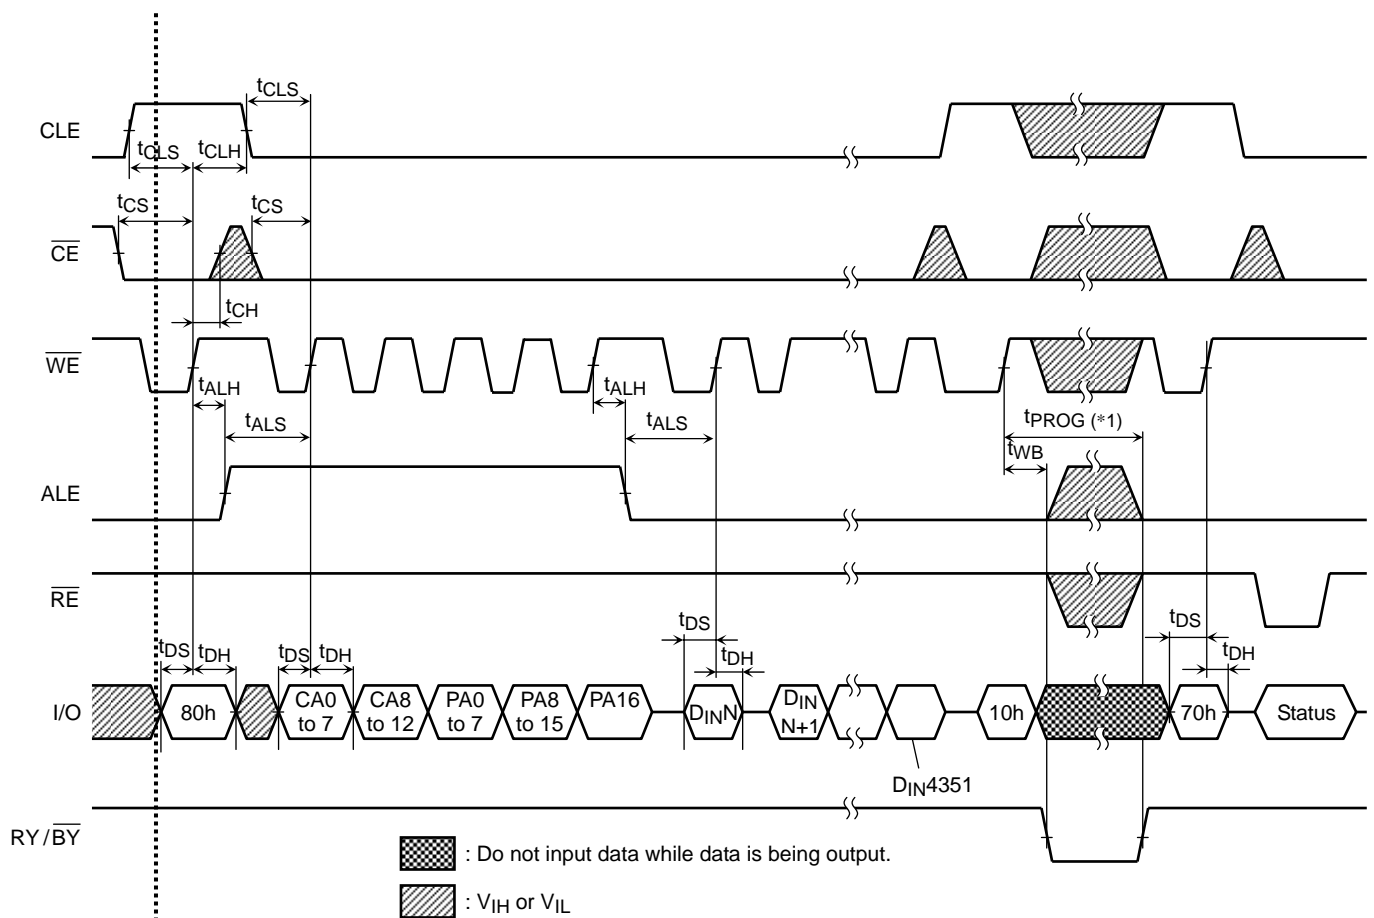 tCLS
CLE
tCLS tCLH
tCS tCS
CE
tCH
WE
tALH tALH
tALS tALS tPROG (*1)
tWB
ALE
RE
tDS tDH tDS tDH tDS tDH tDS tDH
I/O 80h CA0 to 7 CA8 to 12 PA0 to 7 PA8 to 15 PA16 DINN DIN N+1 10h 70h Status
DIN4351
RY/BY
: Do not input data while data is being output.
: VIH or VIL